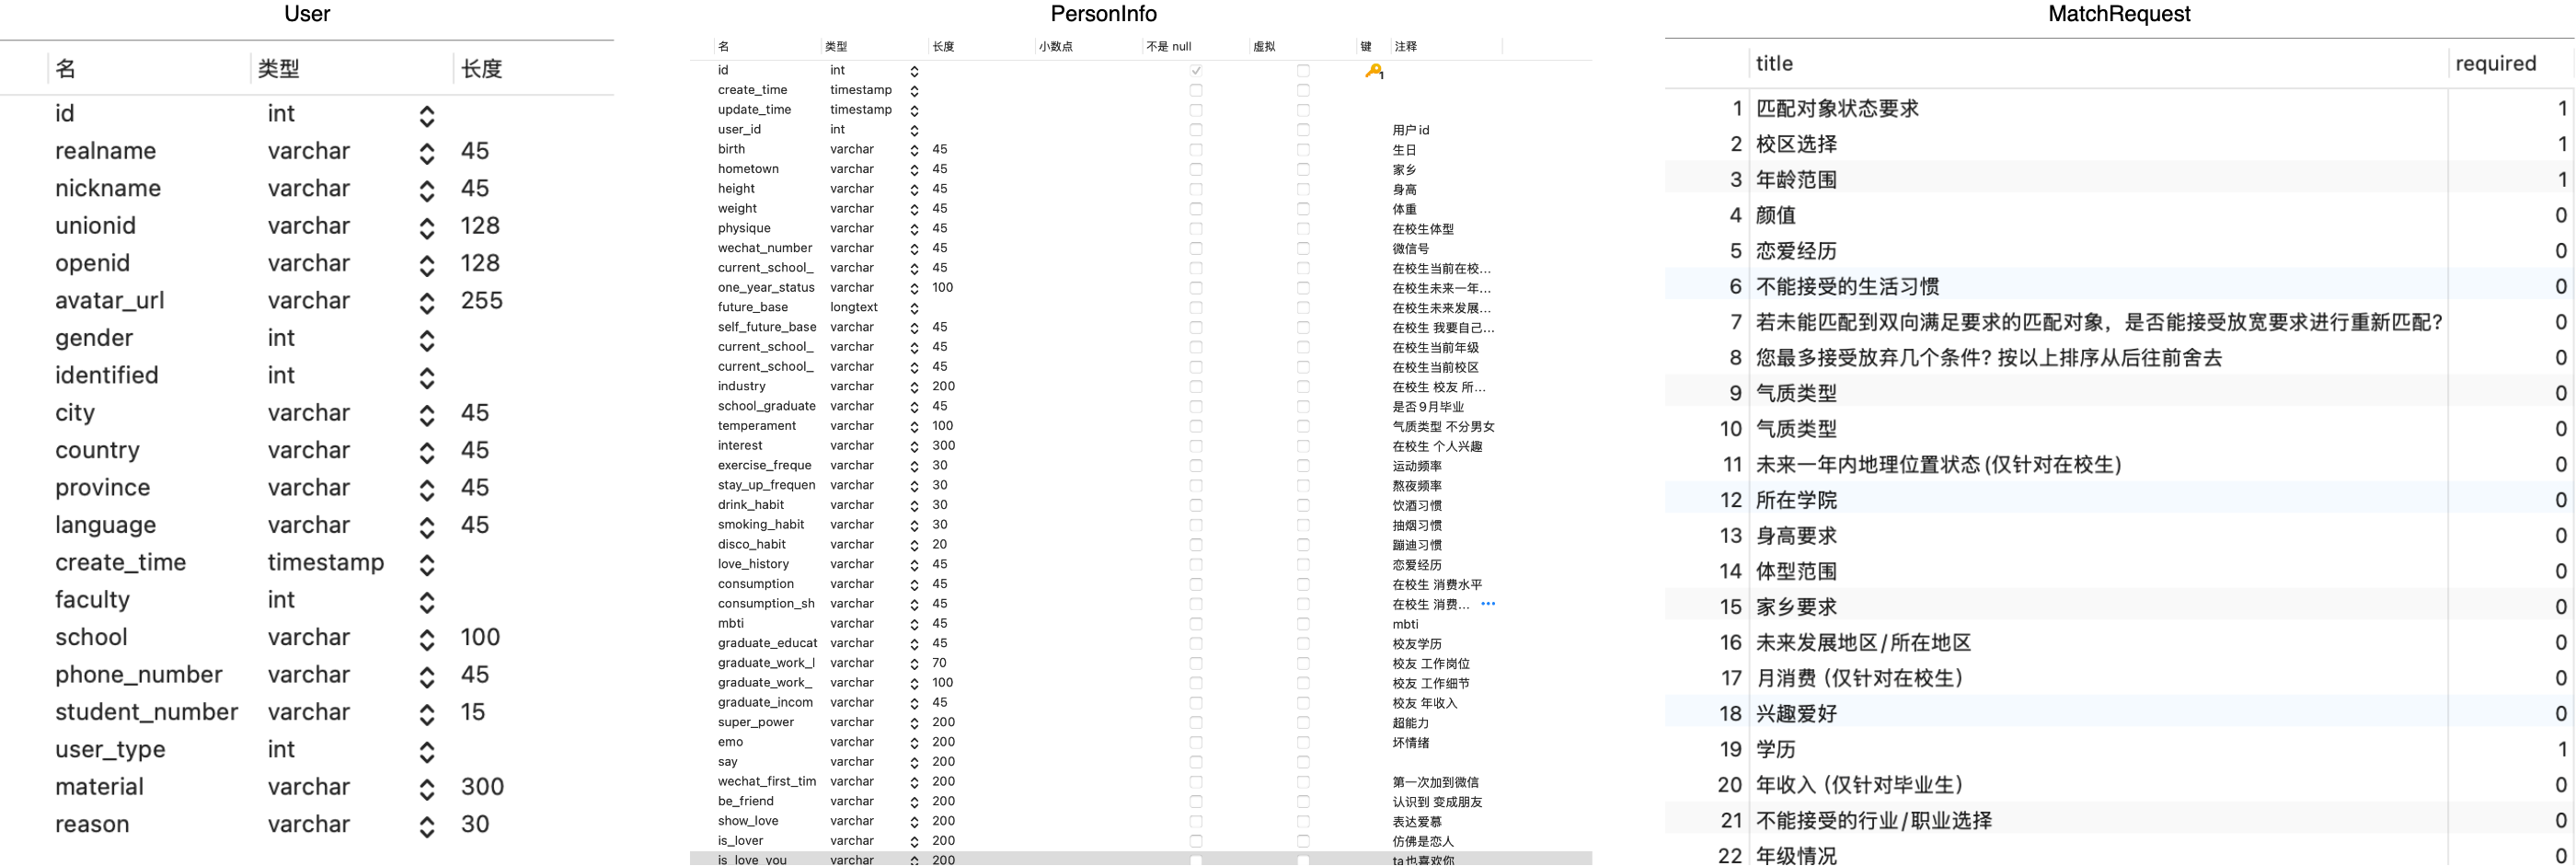 User
名 类型 长度
id int
realname varchar 45
nickname varchar 45
unionid varchar 128
openid varchar 128
avatar_url varchar 255
gender int
identified int
city varchar 45
country varchar 45
province varchar 45
language varchar 45
create_time timestamp
faculty int
school varchar 100
phone_number varchar 45
student_number varchar 15
user_type int
material varchar 300
reason varchar 30
PersonInfo
名 类型 长度 小数点 不是 null 虚拟 键 注释
id int 1
create_time timestamp
update_time timestamp
user_id int 用户id
birth varchar 45 生日
hometown varchar 45 家乡
height varchar 45 身高
weight varchar 45 体重
physique varchar 45 在校生体型
wechat_number varchar 45 微信号
current_school_ varchar 45 在校生当前在校...
one_year_status varchar 100 在校生未来一年...
future_base longtext 在校生未来发展...
self_future_base varchar 45 在校生 我要自己...
current_school_ varchar 45 在校生当前年级
current_school_ varchar 45 在校生当前校区
industry varchar 200 在校生 校友 所...
school_graduate varchar 45 是否9月毕业
temperament varchar 100 气质类型 不分男女
interest varchar 300 在校生 个人兴趣
exercise_freque varchar 30 运动频率
stay_up_frequen varchar 30 熬夜频率
drink_habit varchar 30 饮酒习惯
smoking_habit varchar 30 抽烟习惯
disco_habit varchar 20 蹦迪习惯
love_history varchar 45 恋爱经历
consumption varchar 45 在校生 消费水平
consumption_sh varchar 45 在校生 消费... •••
mbti varchar 45 mbti
graduate_educat varchar 45 校友学历
graduate_work_l varchar 70 校友 工作岗位
graduate_work_ varchar 100 校友 工作细节
graduate_incom varchar 45 校友 年收入
super_power varchar 200 超能力
emo varchar 200 坏情绪
say varchar 200
wechat_first_tim varchar 200 第一次加到微信
be_friend varchar 200 认识到 变成朋友
show_love varchar 200 表达爱慕
is_lover varchar 200 仿佛是恋人
is_love_you varchar 200 ta也喜欢你
MatchRequest
title required
1 匹配对象状态要求 1
2 校区选择 1
3 年龄范围 1
4 颜值 0
5 恋爱经历 0
6 不能接受的生活习惯 0
7 若未能匹配到双向满足要求的匹配对象，是否能接受放宽要求进行重新匹配? 0
8 您最多接受放弃几个条件? 按以上排序从后往前舍去 0
9 气质类型 0
10 气质类型 0
11 未来一年内地理位置状态(仅针对在校生) 0
12 所在学院 0
13 身高要求 0
14 体型范围 0
15 家乡要求 0
16 未来发展地区/所在地区 0
17 月消费 (仅针对在校生) 0
18 兴趣爱好 0
19 学历 1
20 年收入 (仅针对毕业生) 0
21 不能接受的行业/职业选择 0
22 年级情况 0